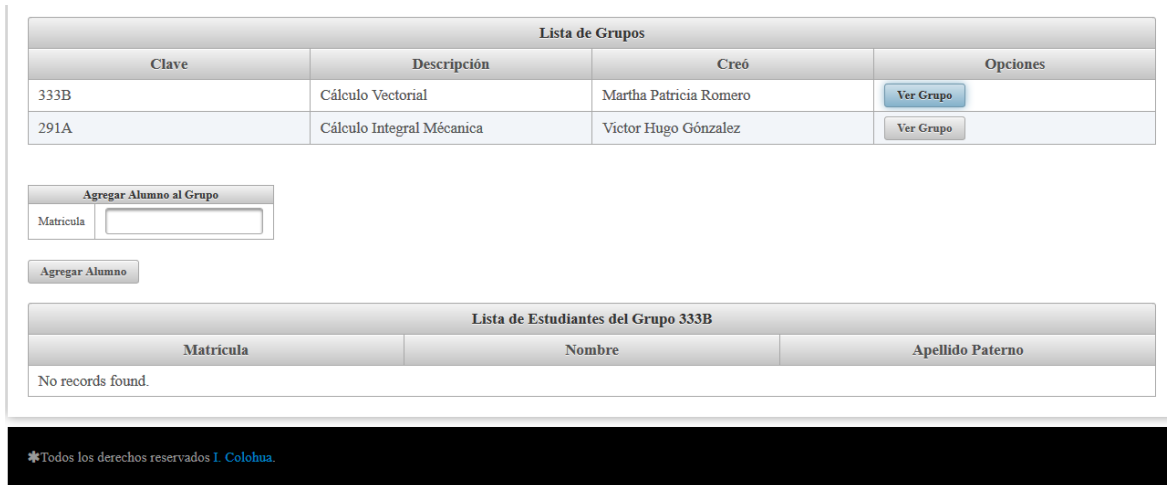 Lista de Grupos
Clave Descripción Creó Opciones
333B Cálculo Vectorial Martha Patricia Romero Ver Grupo
291A Cálculo Integral Mécanica Victor Hugo Gónzalez Ver Grupo
Agregar Alumno al Grupo
Matricula
Agregar Alumno
Lista de Estudiantes del Grupo 333B
Matrícula Nombre Apellido Paterno
No records found.
✱Todos los derechos reservados I. Colohua.